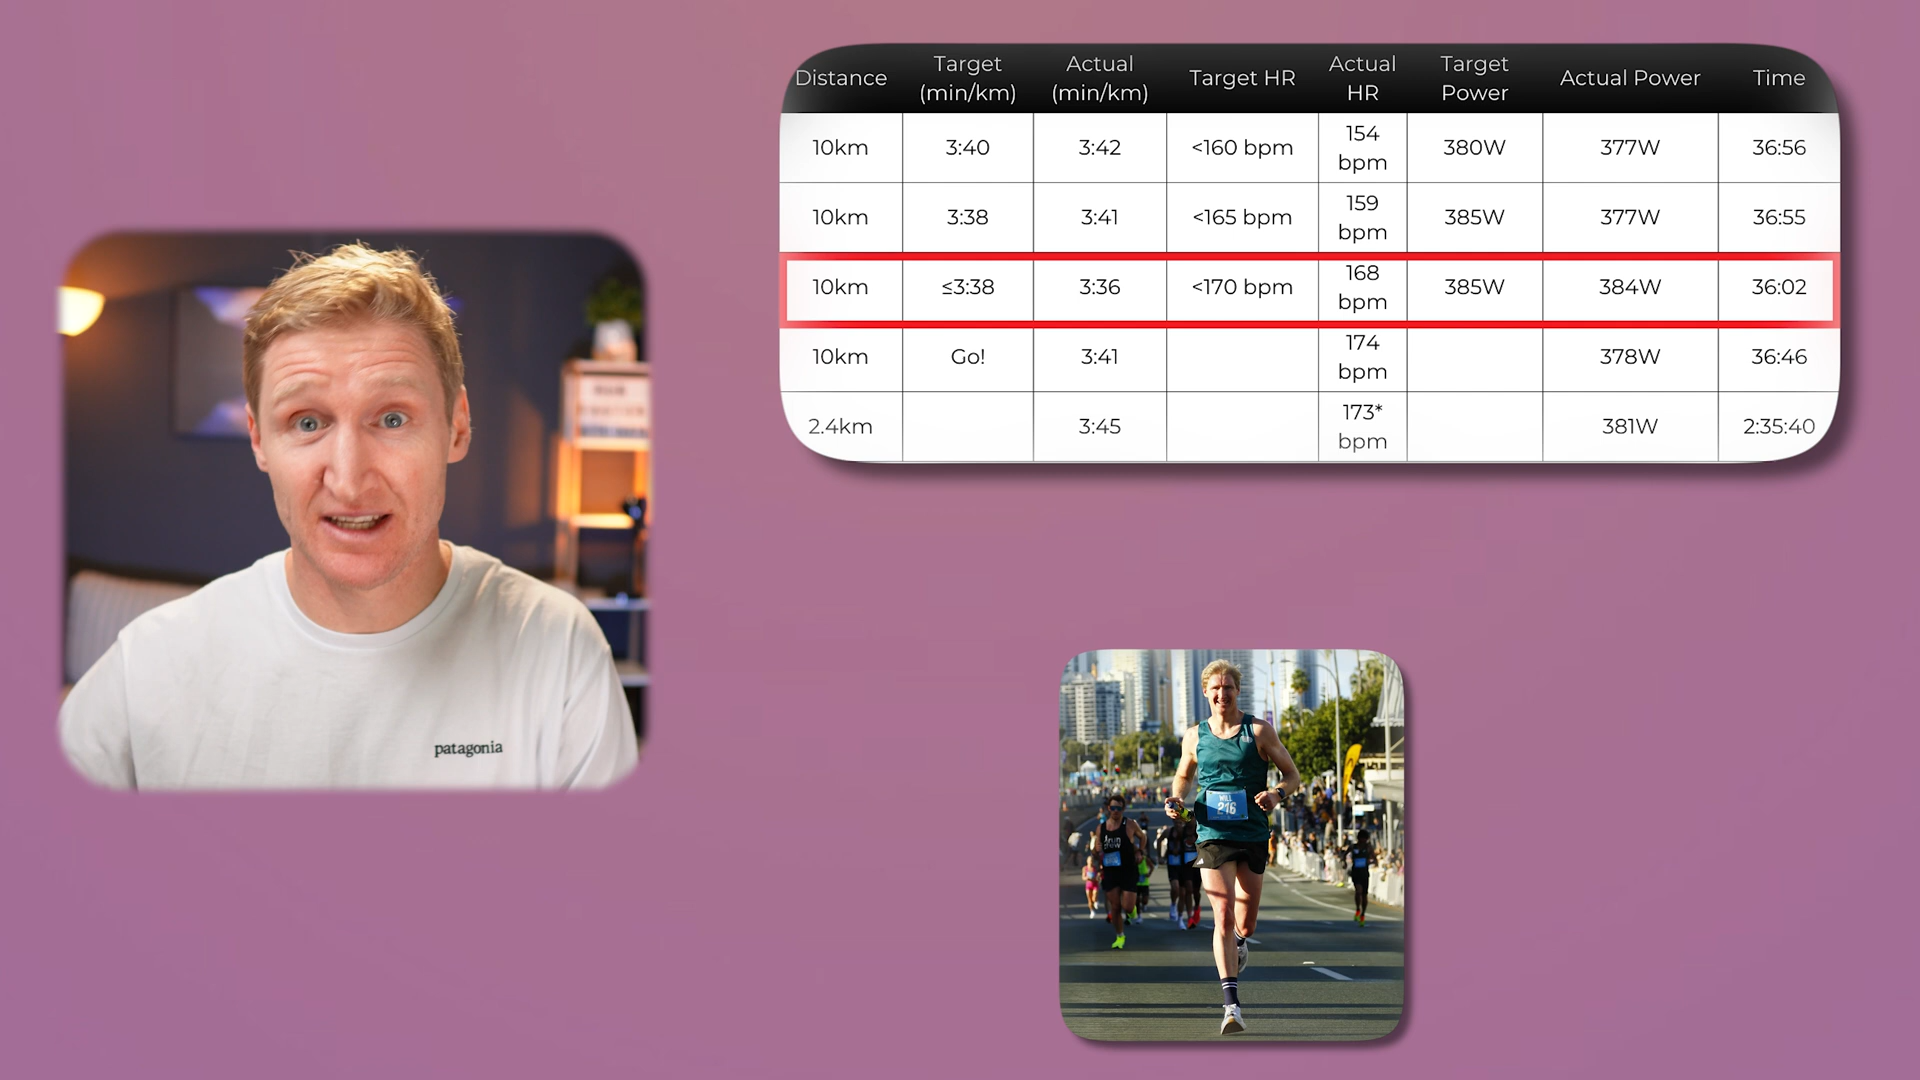 Distance Target (min/km) Actual (min/km) Target HR Actual HR Target Power Actual Power Time
10km 3:40 3:42 <160 bpm 154 bpm 380W 377W 36:56
10km 3:38 3:41 <165 bpm 159 bpm 385W 377W 36:55
10km ≤3:38 3:36 <170 bpm 168 bpm 385W 384W 36:02
10km Go! 3:41 174 bpm 378W 36:46
2.4km 3:45 173* bpm 381W 2:35:40
patagonia
WILL
216